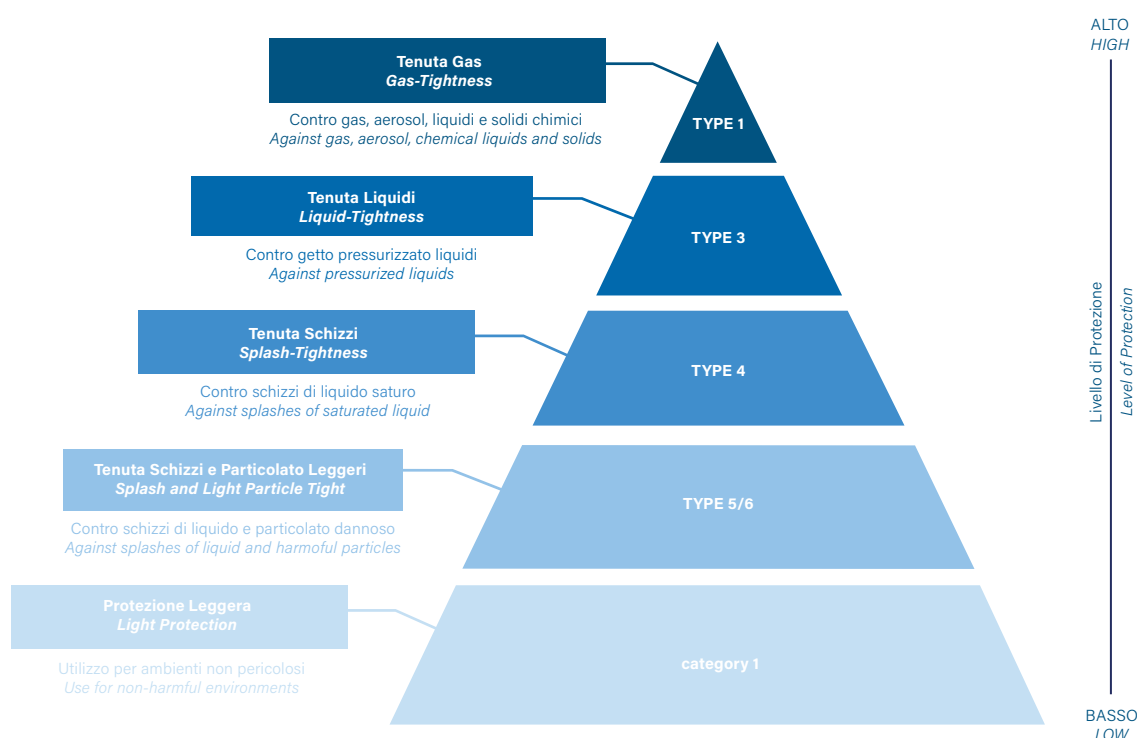 ALTO
HIGH
Tenuta Gas
Gas-Tightness
Contro gas, aerosol, liquidi e solidi chimici
Against gas, aerosol, chemical liquids and solids
TYPE 1
Tenuta Liquidi
Liquid-Tightness
Contro getto pressurizzato liquidi
Against pressurized liquids
TYPE 3
Tenuta Schizzi
Splash-Tightness
Contro schizzi di liquido saturo
Against splashes of saturated liquid
TYPE 4
Livello di Protezione
Level of Protection
Tenuta Schizzi e Particolato Leggeri
Splash and Light Particle Tight
Contro schizzi di liquido e particolato dannoso
Against splashes of liquid and harmoful particles
TYPE 5/6
Protezione Leggera
Light Protection
Utilizzo per ambienti non pericolosi
Use for non-harmful environments
category 1
BASSO
LOW